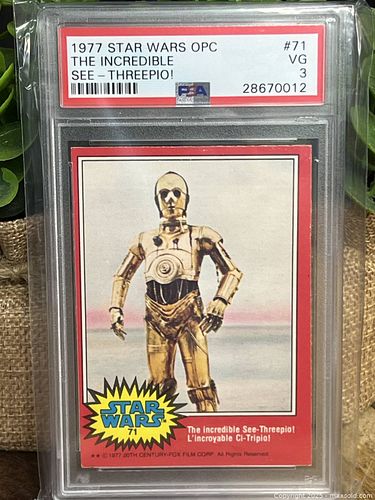 1977 STAR WARS OPC #71
THE INCREDIBLE VG
SEE - THREEPIO! 3
PSA 28670012
STAR
WARS
71
The incredible See-Threepio!
L'incroyable Ci-Tripio!
★★ © 1977 20TH CENTURY-FOX FILM CORP. All Rights Reserved.
Copyright 2025 - maxsold.com